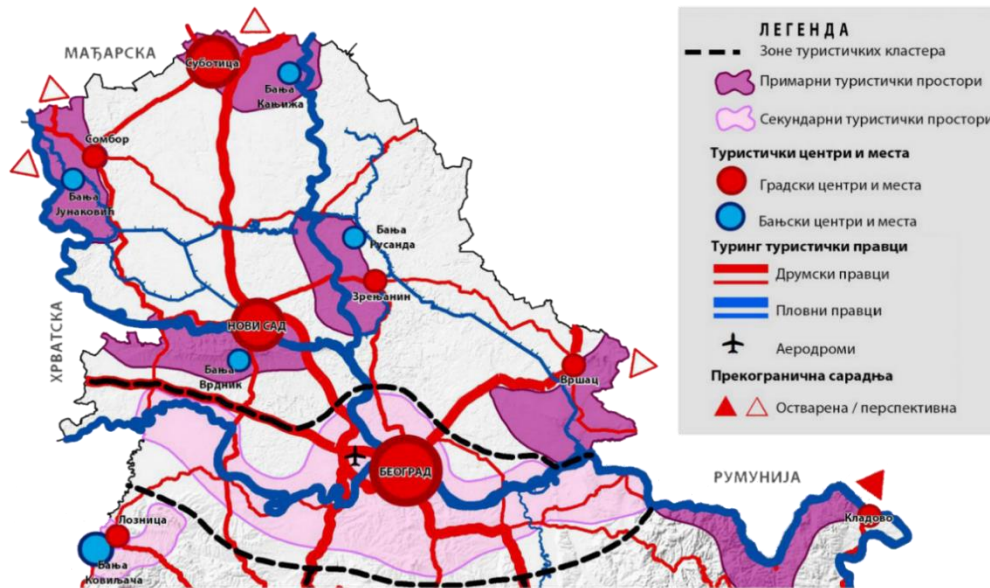 МАЂАРСКА
Суботица
Бања
Кањижа
Сомбор
Бања
Јунаковић
Бања
Русанда
Зрењанин
ХРВАТСКА
НОВИ САД
Бања
Врдник
Вршац
БЕОГРАД
РУМУНИЈА
Кладово
Лозница
Бања
Ковиљача
ЛЕГЕНДА
Зоне туристичких кластера
Примарни туристички простори
Секундарни туристички простори
Туристички центри и места
Градски центри и места
Бањски центри и места
Туринг туристички правци
Друмски правци
Пловни правци
Аеродроми
Прекогранична сарадња
Остварена / перспективна